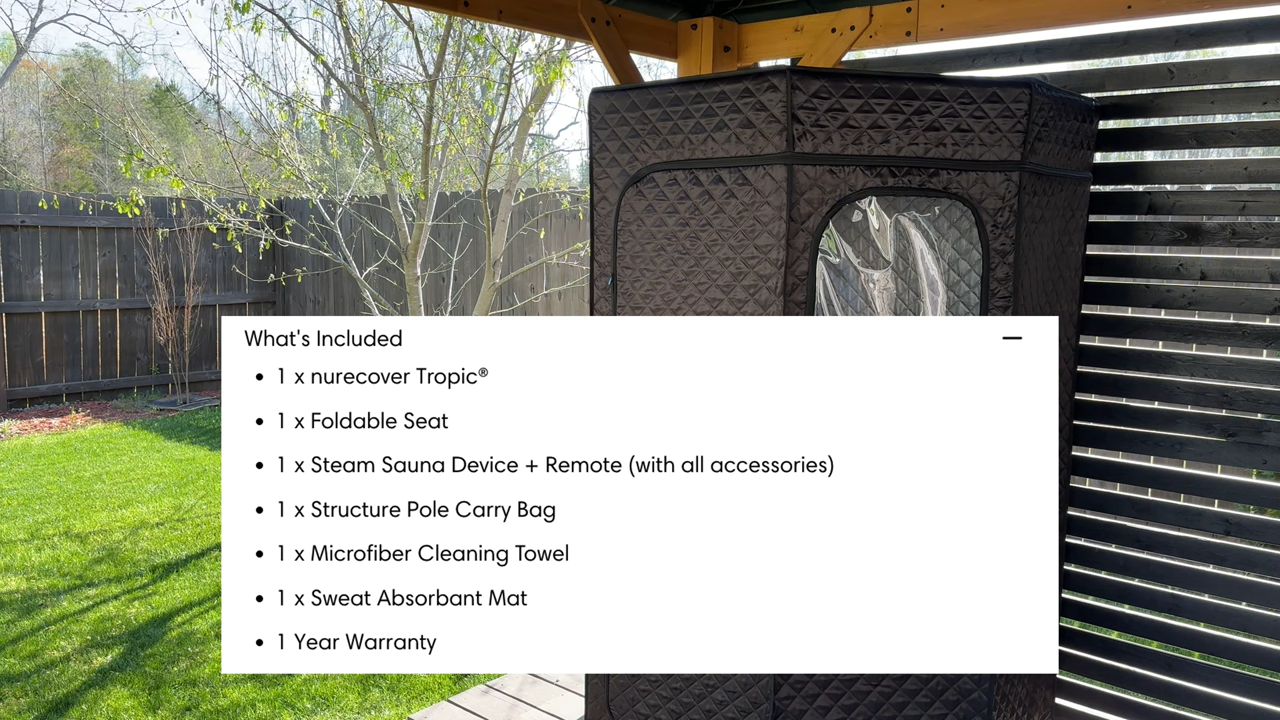 What's Included
• 1 x nurecover Tropic®
• 1 x Foldable Seat
• 1 x Steam Sauna Device + Remote (with all accessories)
• 1 x Structure Pole Carry Bag
• 1 x Microfiber Cleaning Towel
• 1 x Sweat Absorbant Mat
• 1 Year Warranty